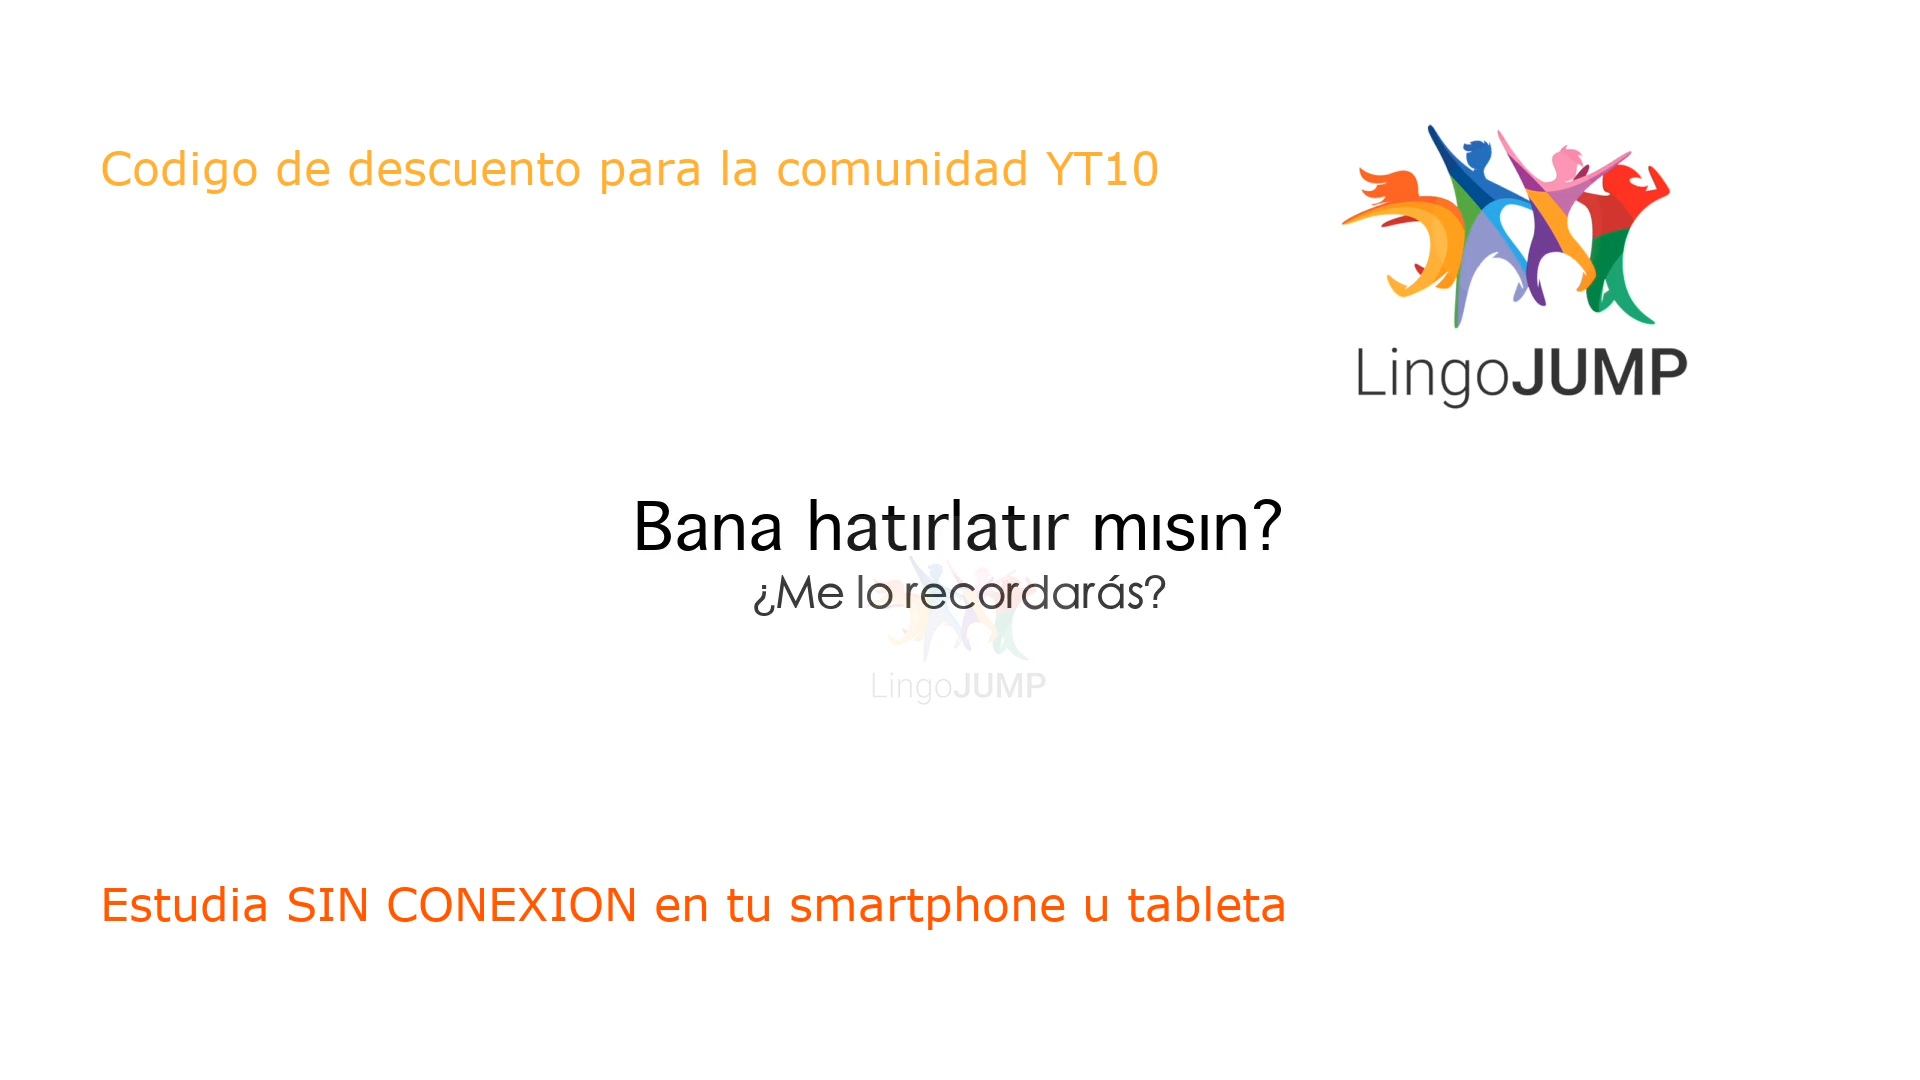 Codigo de descuento para la comunidad YT10
LingoJUMP
Bana hatırlatır mısın?
¿Me lo recordarás?
LingoJUMP
Estudia SIN CONEXION en tu smartphone u tableta